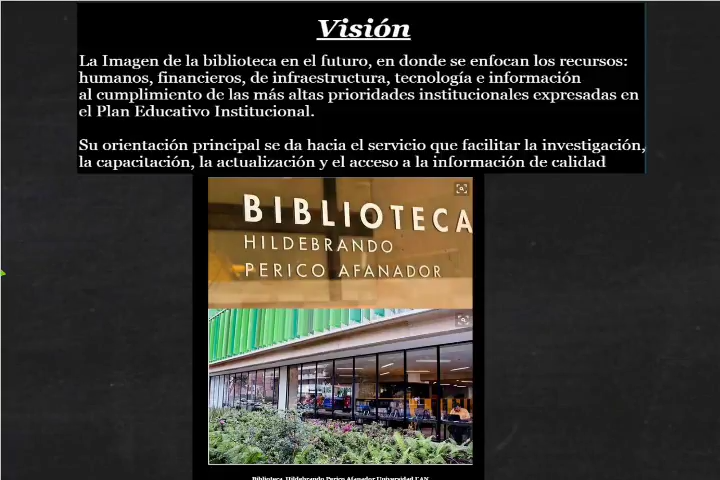 Visión
La Imagen de la biblioteca en el futuro, en donde se enfocan los recursos:
humanos, financieros, de infraestructura, tecnología e información
al cumplimiento de las más altas prioridades institucionales expresadas en
el Plan Educativo Institucional.
Su orientación principal se da hacia el servicio que facilitar la investigación,
la capacitación, la actualización y el acceso a la información de calidad
BIBLIOTECA
HILDEBRANDO
PERICO AFANADOR
Biblioteca Hildebrando Perico Afanador Universidad EAN